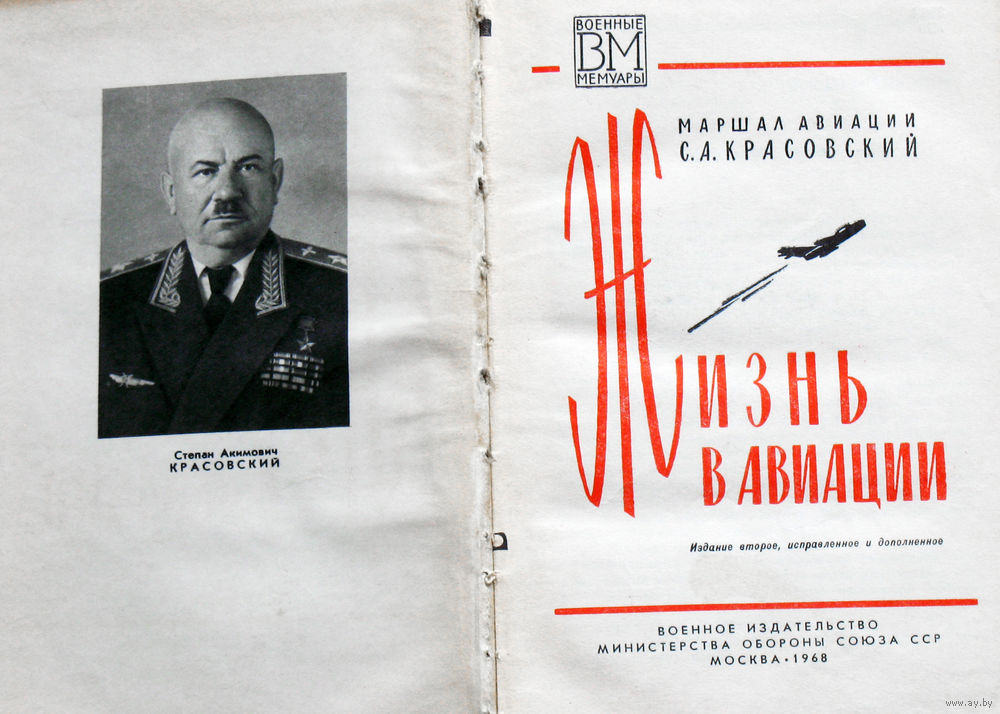 Степан Акимович
КРАСОВСКИЙ
ВОЕННЫЕ
ВМ
МЕМУАРЫ
МАРШАЛ АВИАЦИИ
С.А.КРАСОВСКИЙ
ЖИЗНЬ
В АВИАЦИИ
Издание второе, исправленное и дополненное
ВОЕННОЕ ИЗДАТЕЛЬСТВО
МИНИСТЕРСТВА ОБОРОНЫ СОЮЗА ССР
МОСКВА • 1968
www.ay.by